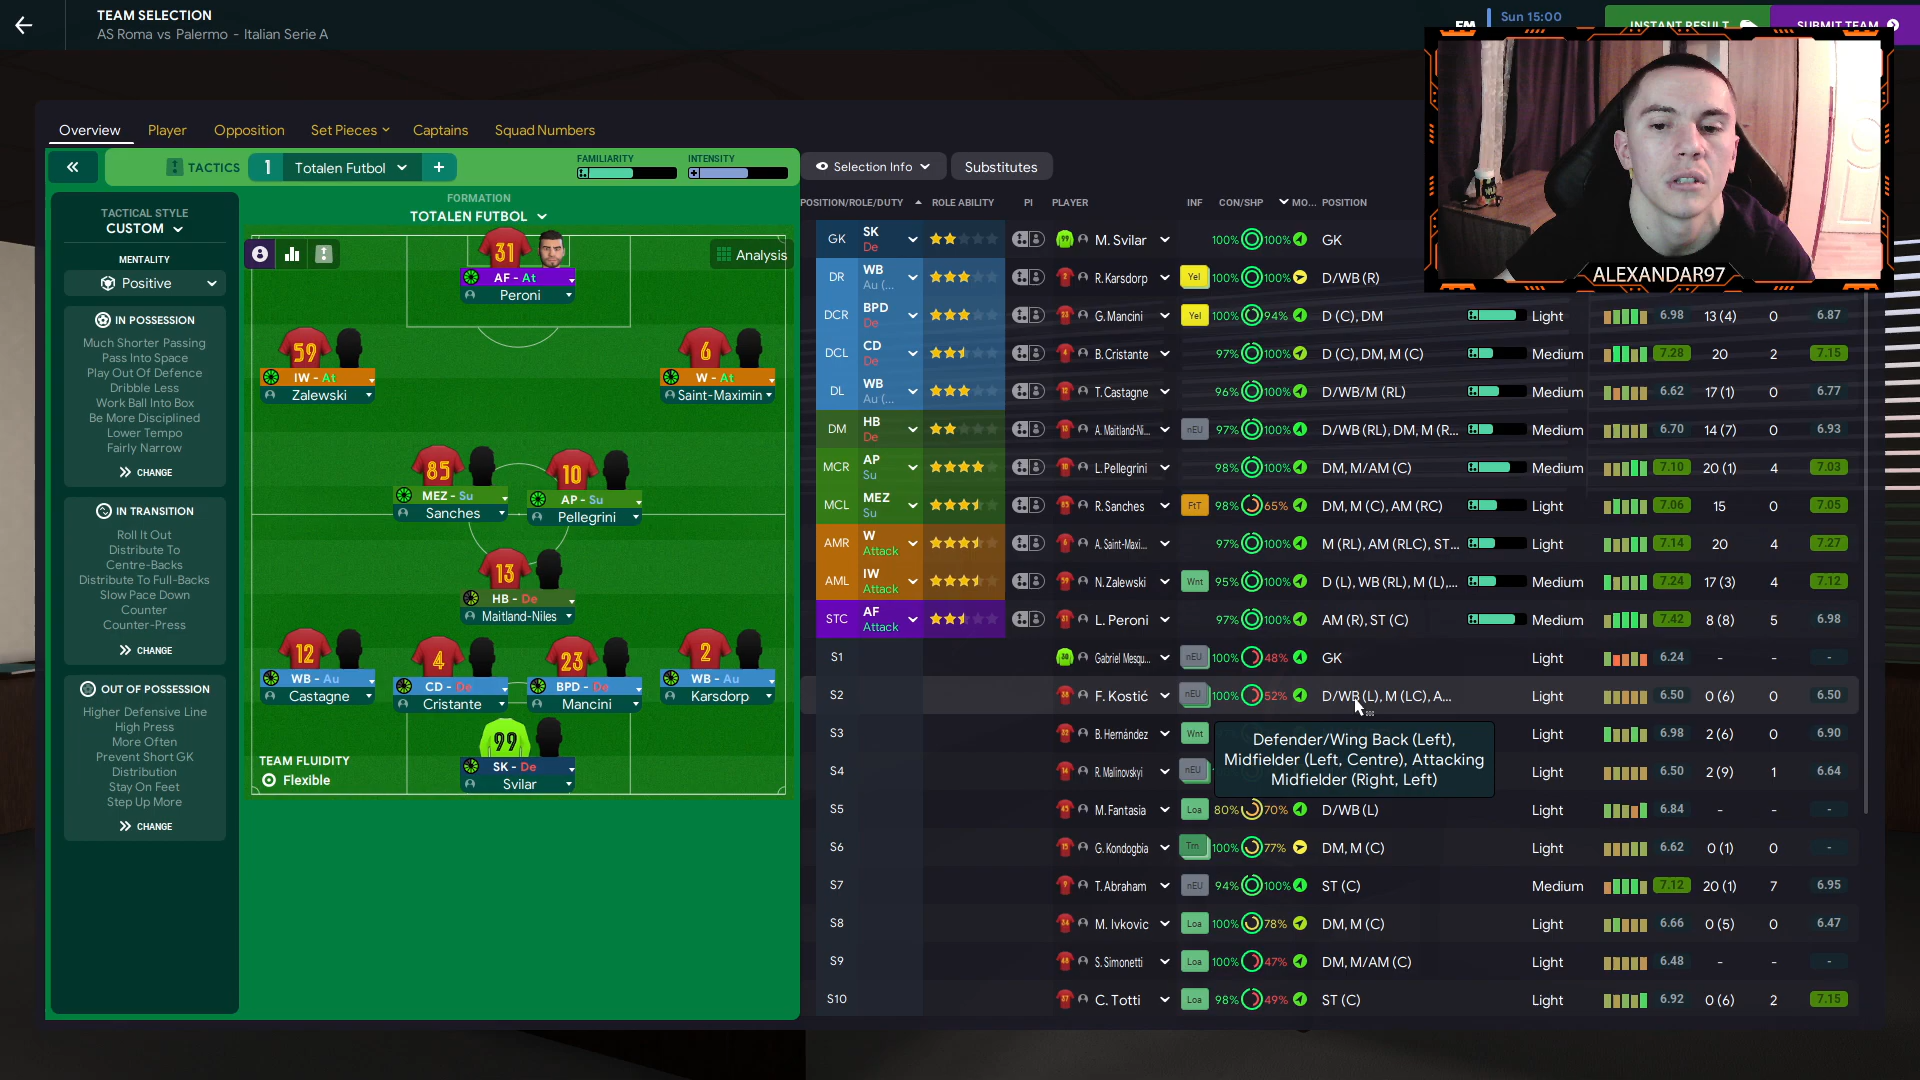 TEAM SELECTION
AS Roma vs Palermo - Italian Serie A
FM
Sun 15:00
INSTANT RESULT
SUBMIT TEAM
ALEXANDAR97
Overview
Player
Opposition
Set Pieces
Captains
Squad Numbers
TACTICS
1
Totalen Futbol
+
FAMILIARITY
INTENSITY
Selection Info
Substitutes
TACTICAL STYLE
CUSTOM
MENTALITY
Positive
IN POSSESSION
Much Shorter Passing
Pass Into Space
Play Out Of Defence
Dribble Less
Work Ball Into Box
Be More Disciplined
Lower Tempo
Fairly Narrow
CHANGE
IN TRANSITION
Roll It Out
Distribute To
Centre-Backs
Distribute To Full-Backs
Slow Pace Down
Counter
Counter-Press
CHANGE
OUT OF POSSESSION
Higher Defensive Line
High Press
More Often
Prevent Short GK
Distribution
Stay On Feet
Step Up More
CHANGE
FORMATION
TOTALEN FUTBOL
Analysis
31
AF - At
Peroni
59
IW - At
Zalewski
6
W - At
Saint-Maximin
85
MEZ - Su
Sanches
10
AP - Su
Pellegrini
13
HB - De
Maitland-Niles
12
WB - Au
Castagne
4
CD - De
Cristante
23
BPD - De
Mancini
2
WB - Au
Karsdorp
99
SK - De
Svilar
TEAM FLUIDITY
Flexible
POSITION/ROLE/DUTY ROLE ABILITY PI PLAYER INF CON/SHP MO... POSITION
GK SK De M. Svilar 100% 100% GK
DR WB Au (... R. Karsdorp Yel 100% 100% D/WB (R)
DCR BPD De G. Mancini Yel 100% 94% D (C), DM Light 6.98 13 (4) 0 6.87
DCL CD De B. Cristante 97% 100% D (C), DM, M (C) Medium 7.28 20 2 7.15
DL WB Au (... T. Castagne 96% 100% D/WB/M (RL) Medium 6.62 17 (1) 0 6.77
DM HB De A. Maitland-Ni... nEU 97% 100% D/WB (RL), DM, M (R... Medium 6.70 14 (7) 0 6.93
MCR AP Su L. Pellegrini 98% 100% DM, M/AM (C) Medium 7.10 20 (1) 4 7.03
MCL MEZ Su R. Sanches FtT 98% 65% DM, M (C), AM (RC) Light 7.06 15 0 7.05
AMR W Attack A. Saint-Maxi... 97% 100% M (RL), AM (RLC), ST... Light 7.14 20 4 7.27
AML IW Attack N. Zalewski Wnt 95% 100% D (L), WB (RL), M (L),... Medium 7.24 17 (3) 4 7.12
STC AF Attack L. Peroni 97% 100% AM (R), ST (C) Medium 7.42 8 (8) 5 6.98
S1 Gabriel Mesqu... nEU 100% 48% GK Light 6.24 - - -
S2 F. Kostić nEU 100% 52% D/WB (L), M (LC), A... Light 6.50 0 (6) 0 6.50
S3 B. Hernández Wnt Light 6.98 2 (6) 0 6.90
S4 R. Malinovskyi nEU Light 6.50 2 (9) 1 6.64
Defender/Wing Back (Left),
Midfielder (Left, Centre), Attacking
Midfielder (Right, Left)
S5 M. Fantasia Loa 80% 70% D/WB (L) Light 6.84 - - -
S6 G. Kondogbia Trn 100% 77% DM, M (C) Light 6.62 0 (1) 0 -
S7 T. Abraham nEU 94% 100% ST (C) Medium 7.12 20 (1) 7 6.95
S8 M. Ivkovic Loa 100% 78% DM, M (C) Light 6.66 0 (5) 0 6.47
S9 S. Simonetti Loa 100% 47% DM, M/AM (C) Light 6.48 - - -
S10 C. Totti Loa 98% 49% ST (C) Light 6.92 0 (6) 2 7.15